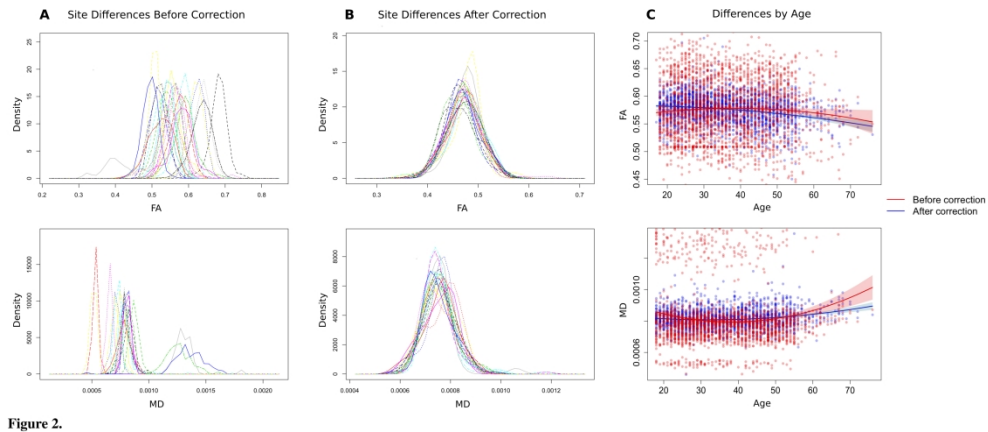 A Site Differences Before Correction
B Site Differences After Correction
C Differences by Age
Density
0 5 10 15 20 25
0.2 0.3 0.4 0.5 0.6 0.7 0.8
FA
Density
0 5 10 15 20
0.3 0.4 0.5 0.6
FA
FA
0.45 0.50 0.55 0.60 0.65 0.70
20 30 40 50 60 70
Age
Before correction
After correction
Density
0 5000 10000 15000
0.0005 0.0010 0.0015 0.0020
MD
Density
0 2000 4000 6000 8000
0.0004 0.0006 0.0008 0.0010 0.0012
MD
MD
0.0006 0.0010
20 30 40 50 60 70
Age
Figure 2.